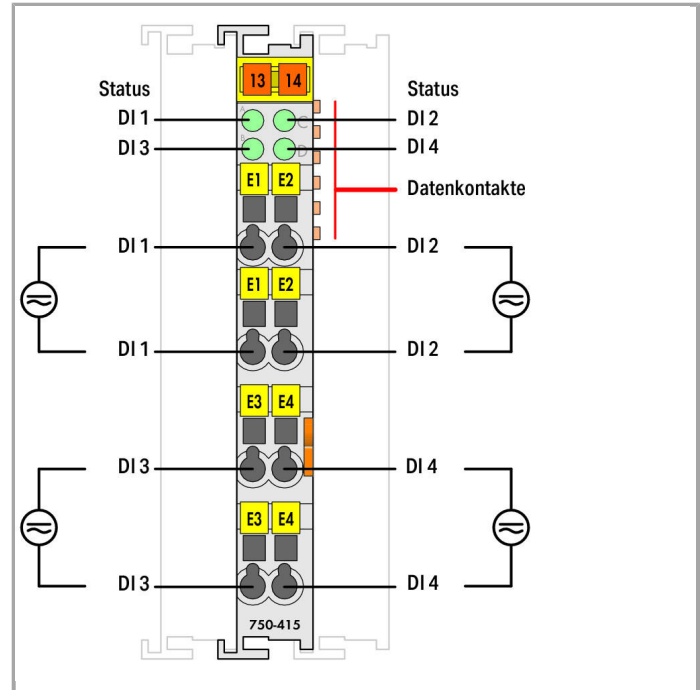 13 14
Status Status
DI 1 A C DI 2
DI 3 B D DI 4
E1 E2
Datenkontakte
DI 1 DI 2
E1 E2
DI 1 DI 2
E3 E4
DI 3 DI 4
E3 E4
DI 3 DI 4
750-415